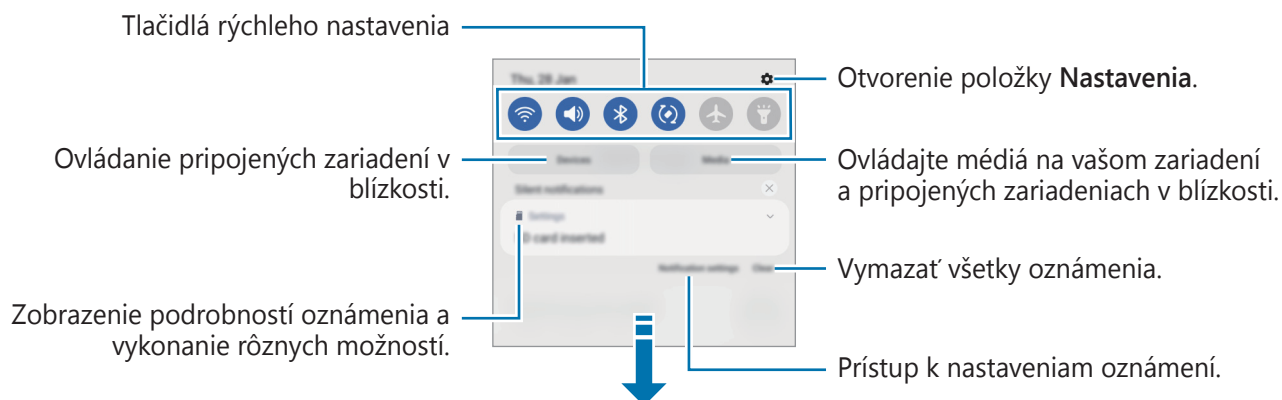 Tlačidlá rýchleho nastavenia
Thu, 28 Jan
Otvorenie položky Nastavenia.
Ovládanie pripojených zariadení v
blízkosti.
Devices
Media
Ovládajte médiá na vašom zariadení
a pripojených zariadeniach v blízkosti.
Silent notifications
Settings
card inserted
Notification settings
Clear
Vymazať všetky oznámenia.
Zobrazenie podrobností oznámenia a
vykonanie rôznych možností.
Prístup k nastaveniam oznámení.